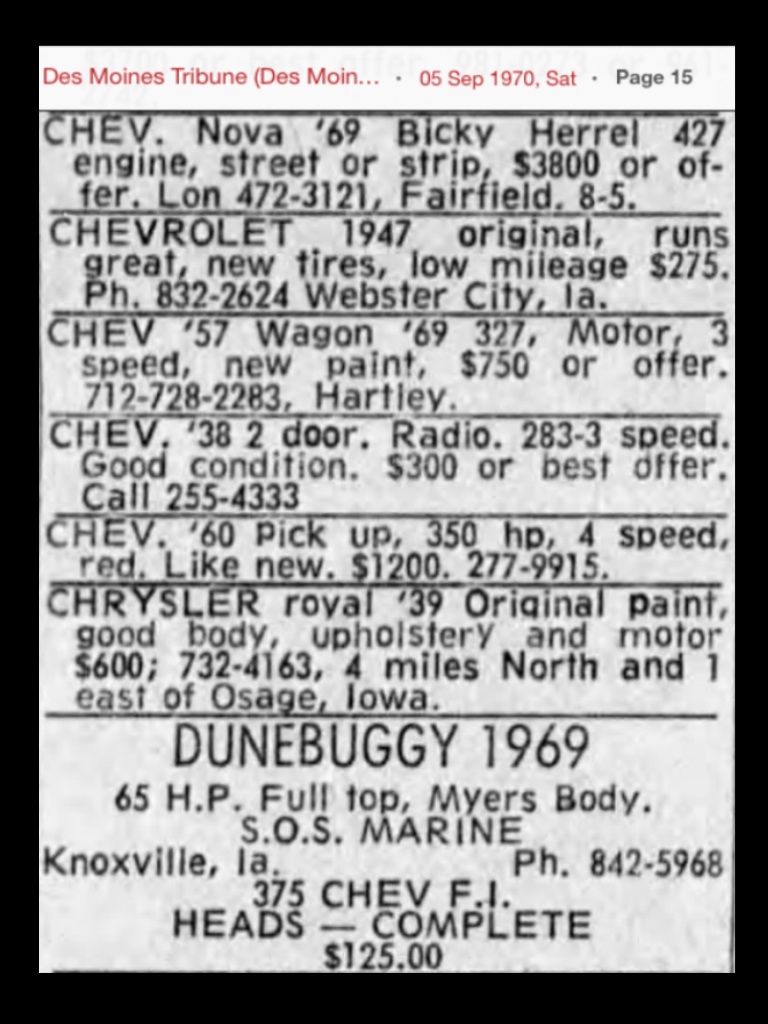 Des Moines Tribune (Des Moin... · 05 Sep 1970, Sat · Page 15
CHEV. Nova '69 Bicky Herrel 427
engine, street or strip, $3800 or of-
fer. Lon 472-3121, Fairfield. 8-5.
CHEVROLET 1947 original, runs
great, new tires, low mileage $275.
Ph. 832-2624 Webster City, Ia.
CHEV '57 Wagon '69 327, Motor, 3
speed, new paint, $750 or offer.
712-728-2283, Hartley.
CHEV. '38 2 door. Radio. 283-3 speed.
Good condition. $300 or best offer.
Call 255-4333
CHEV. '60 Pick up, 350 hp, 4 speed,
red. Like new. $1200. 277-9915.
CHRYSLER royal '39 Original paint,
good body, upholstery and motor
$600; 732-4163, 4 miles North and 1
east of Osage, Iowa.
DUNEBUGGY 1969
65 H.P. Full top, Myers Body.
S.O.S. MARINE
Knoxville, Ia. Ph. 842-5968
375 CHEV F.I.
HEADS — COMPLETE
$125.00